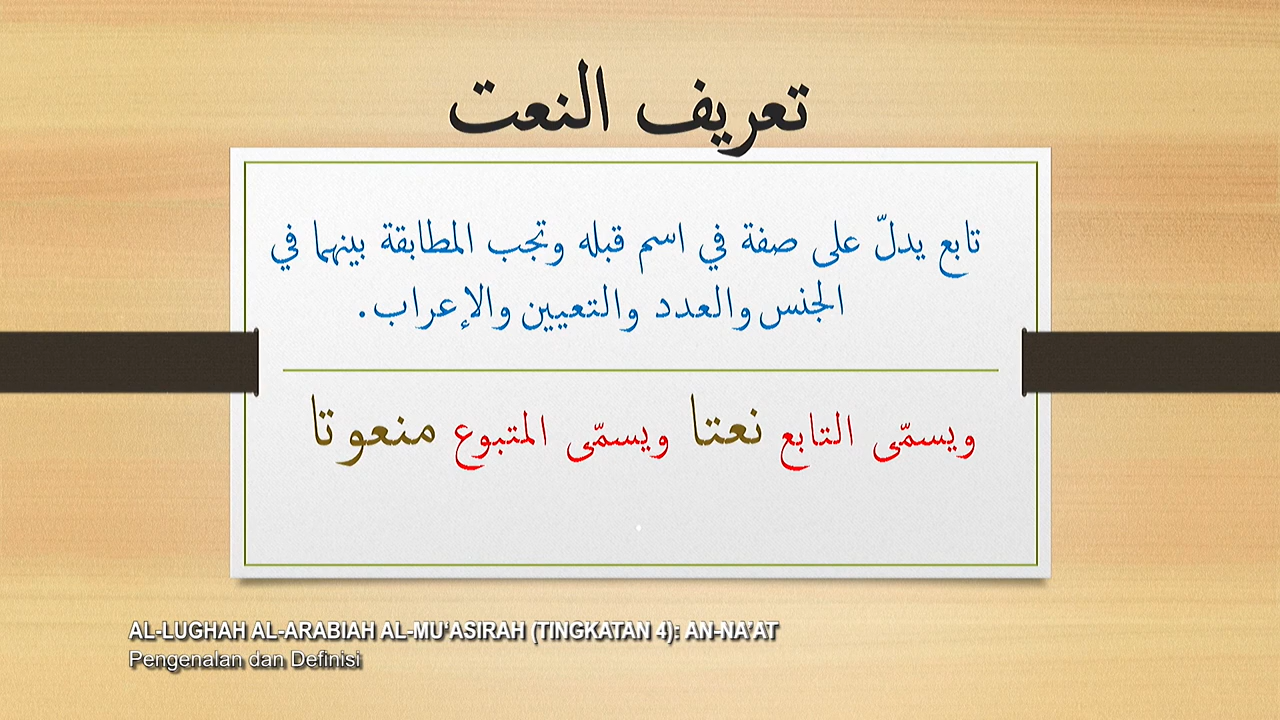 تعريف النعت
تابع يدلّ على صفة في اسم قبله وتجب المطابقة بينهما في
الجنس والعدد والتعيين والإعراب.
ويسمّى التابع نعتا ويسمّى المتبوع منعوتا
AL-LUGHAH AL-ARABIAH AL-MU'ASIRAH (TINGKATAN 4): AN-NA'AT
Pengenalan dan Definisi